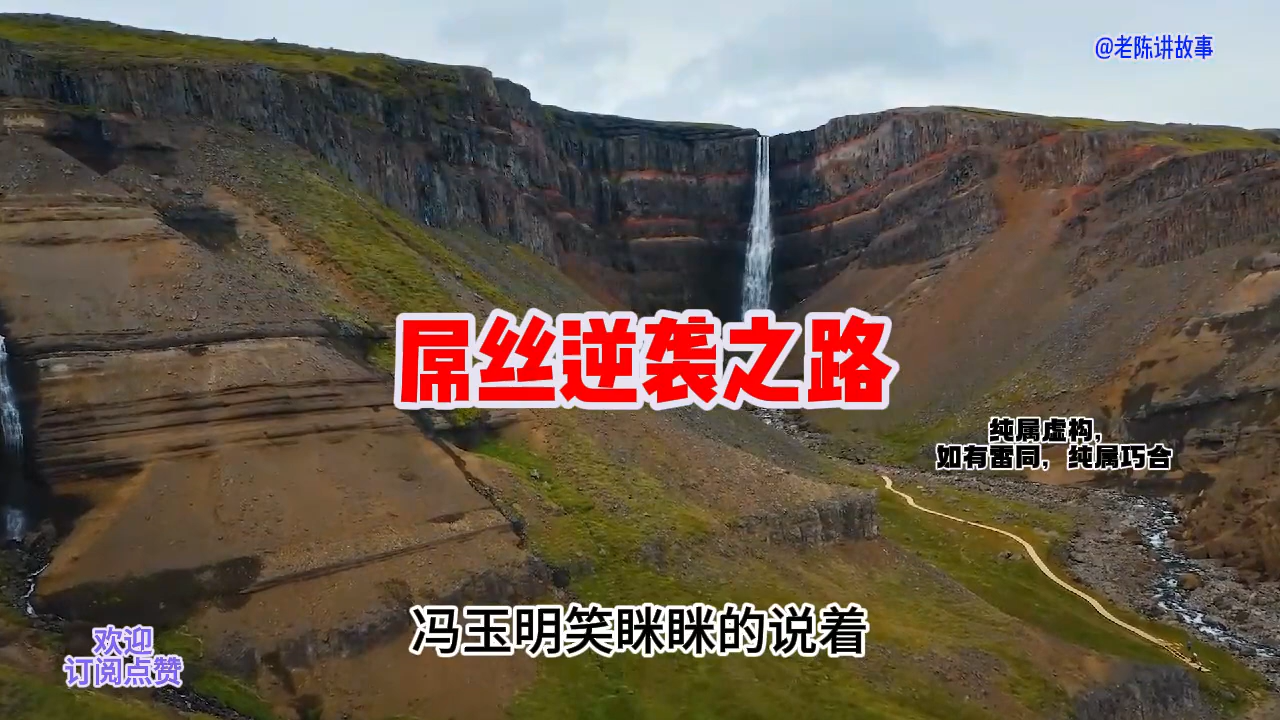 @老陈讲故事
屌丝逆袭之路
纯属虚构,
如有雷同，纯属巧合
冯玉明笑眯眯的说着
欢迎
订阅点赞